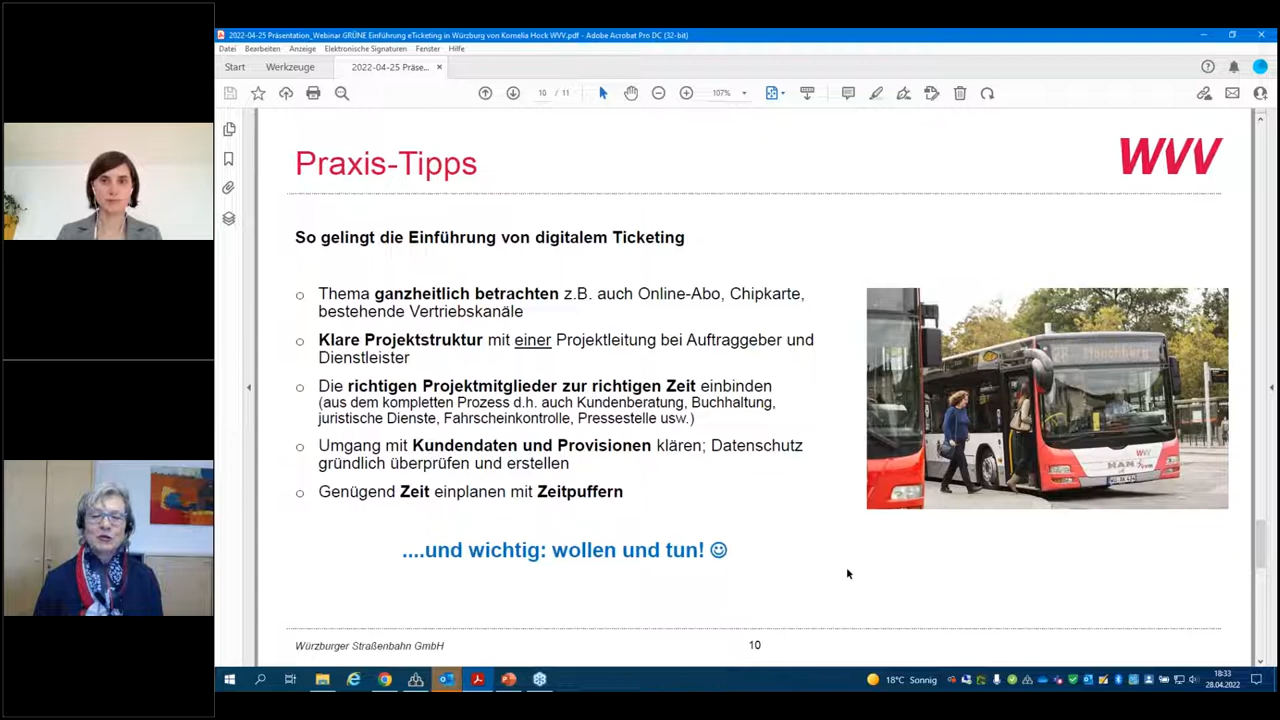 2022-04-25 Präsentation_Webinar GRÜNE Einführung eTicketing in Würzburg von Kornelia Hock WVV.pdf - Adobe Acrobat Pro DC (32-bit)
Datei Bearbeiten Anzeige Elektronische Signaturen Fenster Hilfe
Start Werkzeuge 2022-04-25 Präse... ×
10 / 11 107%
Praxis-Tipps
WVV
So gelingt die Einführung von digitalem Ticketing
Thema ganzheitlich betrachten z.B. auch Online-Abo, Chipkarte,
bestehende Vertriebskanäle
Klare Projektstruktur mit einer Projektleitung bei Auftraggeber und
Dienstleister
Die richtigen Projektmitglieder zur richtigen Zeit einbinden
(aus dem kompletten Prozess d.h. auch Kundenberatung, Buchhaltung,
juristische Dienste, Fahrscheinkontrolle, Pressestelle usw.)
Umgang mit Kundendaten und Provisionen klären; Datenschutz
gründlich überprüfen und erstellen
Genügend Zeit einplanen mit Zeitpuffern
....und wichtig: wollen und tun! ☺
MAN
Würzburger Straßenbahn GmbH
10
18°C Sonnig
18:33
28.04.2022